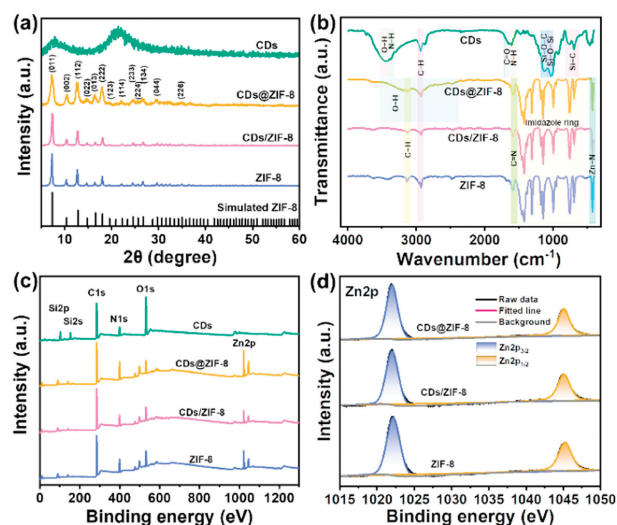 (a)
CDs
(011)
(002)
(112)
(022)
(013)
(222)
(123)
(114)
(233)
(224)
(134)
(044)
(226)
CDs@ZIF-8
CDs/ZIF-8
ZIF-8
Simulated ZIF-8
Intensity (a.u.)
10 20 30 40 50 60
2θ (degree)
(b)
O-H
N-H
C-H
C=O
N-H
Si-O-C
Si-O-Si
Si-C
CDs
CDs@ZIF-8
O-H
Imidazole ring
CDs/ZIF-8
C-H
C=N
Zn-N
ZIF-8
Transmittance (a.u.)
4000 3000 2000 1000
Wavenumber (cm-1)
(c)
Si2p
Si2s
C1s
N1s
O1s
CDs
Zn2p
CDs@ZIF-8
CDs/ZIF-8
ZIF-8
Intensity (a.u.)
0 200 400 600 800 1000 1200
Binding energy (eV)
(d)
Zn2p
Raw data
Fitted line
Background
Zn2p3/2
Zn2p1/2
CDs@ZIF-8
CDs/ZIF-8
ZIF-8
Intensity (a.u.)
1015 1020 1025 1030 1035 1040 1045 1050
Binding energy (eV)